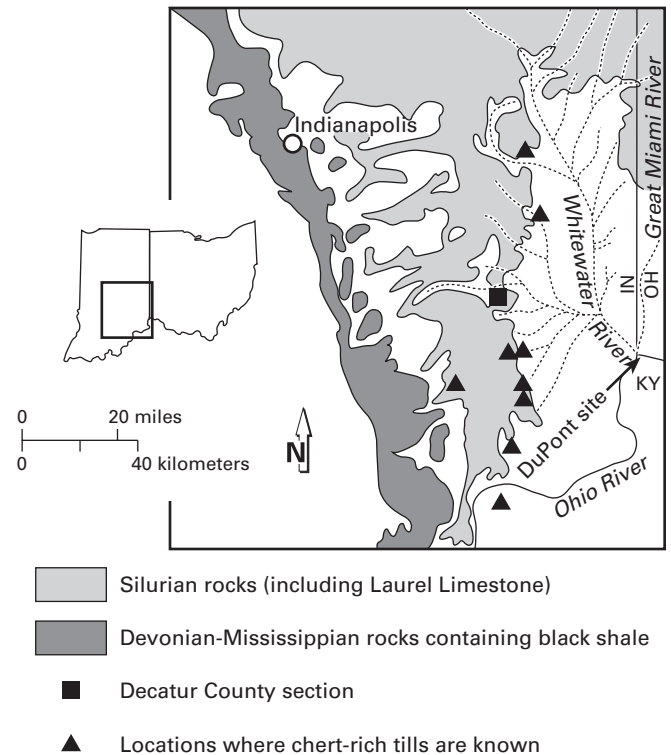 Indianapolis
Great Miami River
Whitewater River
IN
OH
KY
DuPont site
Ohio River
0 20 miles
0 40 kilometers
N
Silurian rocks (including Laurel Limestone)
Devonian-Mississippian rocks containing black shale
Decatur County section
Locations where chert-rich tills are known